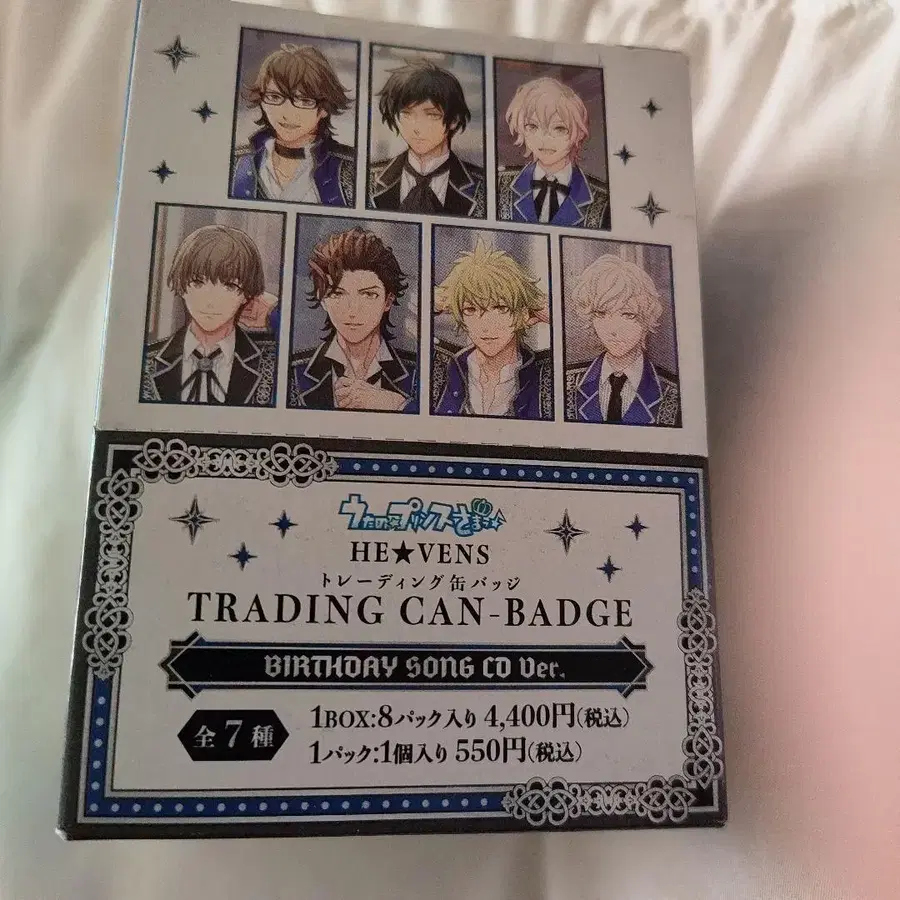 うたの☆プリンスさまっ♪
HE★VENS
トレーディング缶バッジ
TRADING CAN-BADGE
BIRTHDAY SONG CD Ver.
全7種
1BOX:8パック入り 4,400円(税込)
1パック:1個入り 550円(税込)